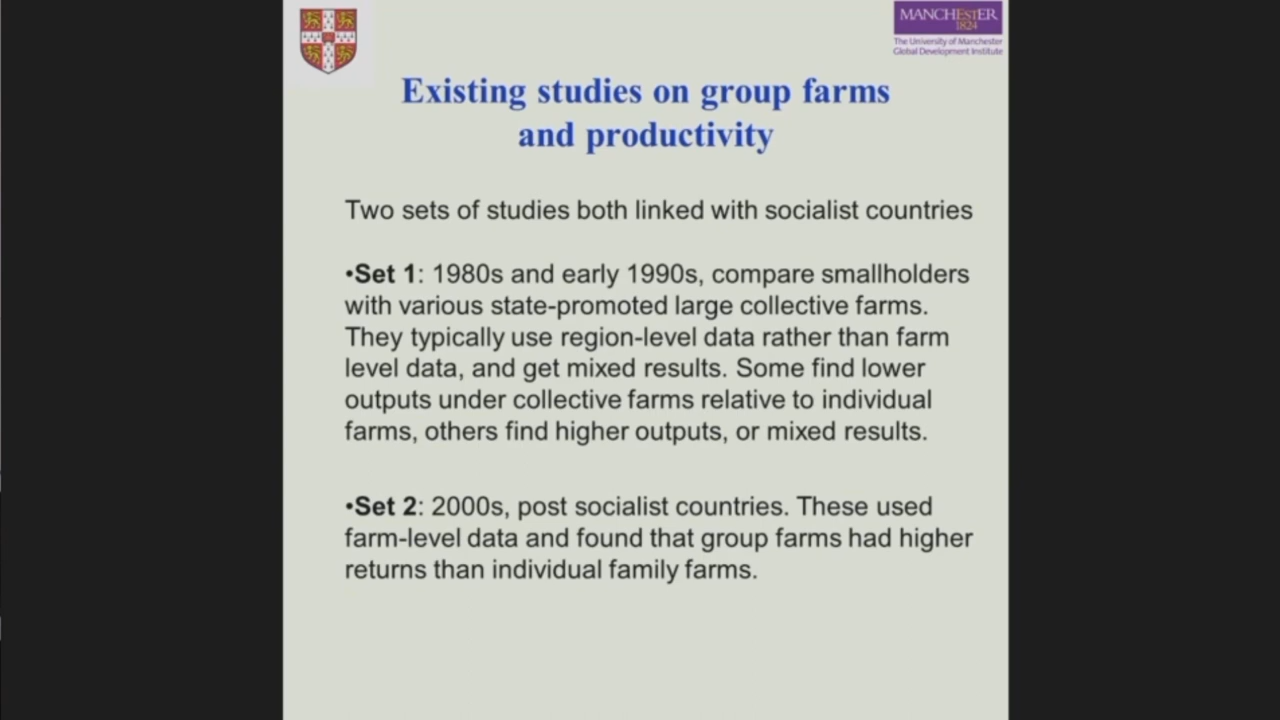 MANCHESTER
1824
The University of Manchester
Global Development Institute
Existing studies on group farms
and productivity
Two sets of studies both linked with socialist countries
•Set 1: 1980s and early 1990s, compare smallholders
with various state-promoted large collective farms.
They typically use region-level data rather than farm
level data, and get mixed results. Some find lower
outputs under collective farms relative to individual
farms, others find higher outputs, or mixed results.
•Set 2: 2000s, post socialist countries. These used
farm-level data and found that group farms had higher
returns than individual family farms.